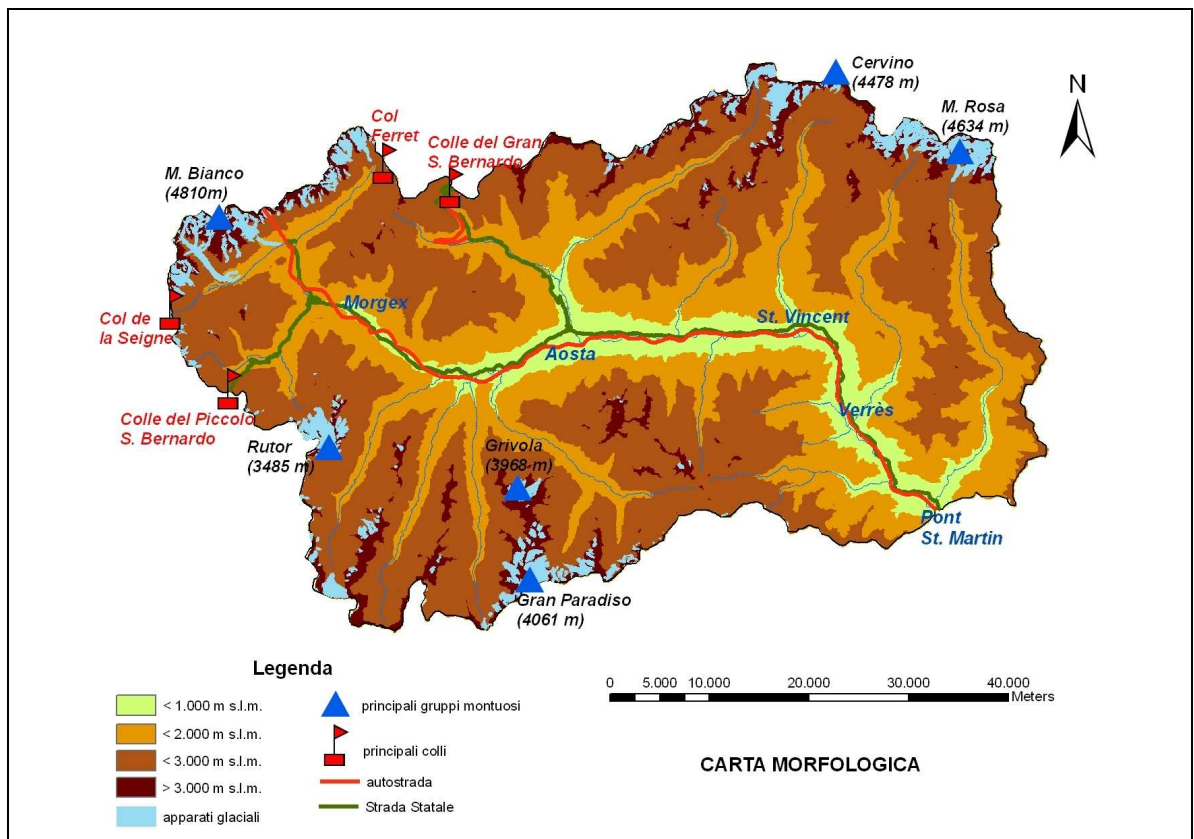 Cervino
(4478 m)
N
M. Rosa
(4634 m)
Col
Ferret
Colle del Gran
S. Bernardo
M. Bianco
(4810m)
Morgex
St. Vincent
Col de
la Seigne
Aosta
Colle del Piccolo
S. Bernardo
Verrès
Rutor
(3485 m)
Grivola
(3968 m)
Pont
St. Martin
Gran Paradiso
(4061 m)
Legenda
< 1.000 m s.l.m.
< 2.000 m s.l.m.
< 3.000 m s.l.m.
> 3.000 m s.l.m.
apparati glaciali
principali gruppi montuosi
principali colli
autostrada
Strada Statale
0 5.000 10.000 20.000 30.000 40.000
Meters
CARTA MORFOLOGICA